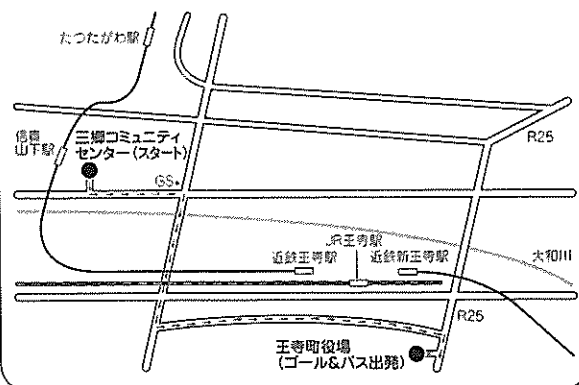 たつたがわ駅
信貴
山下駅
三郷コミュニティ
センター(スタート)
GS
R25
JR王寺駅
近鉄王寺駅
近鉄新王寺駅
大和川
R25
王寺町役場
(ゴール&バス出発)